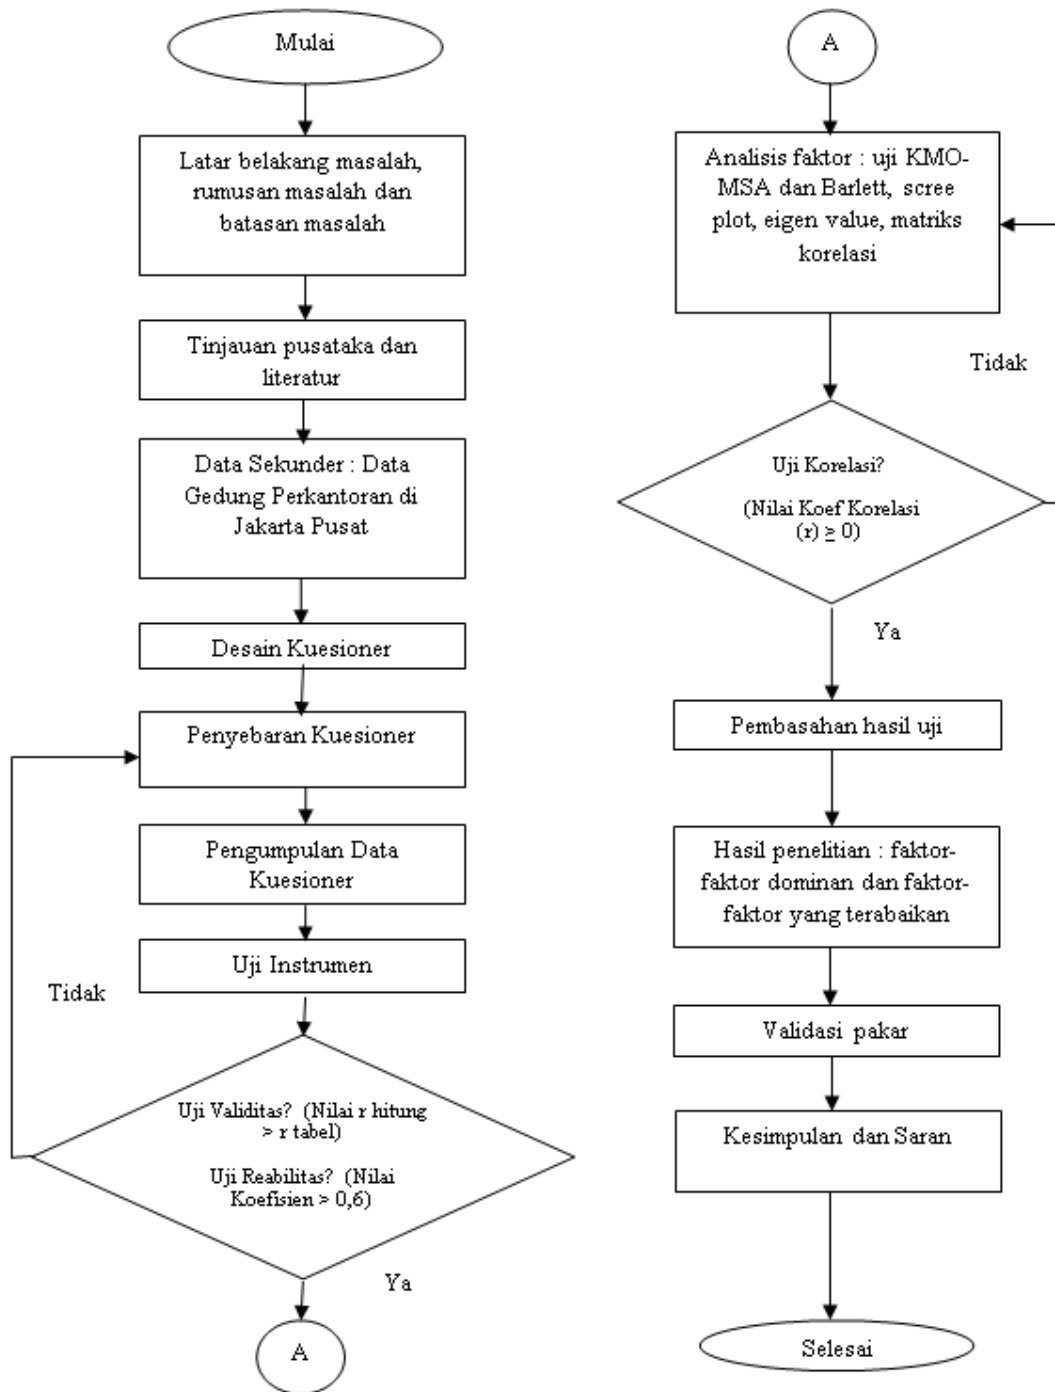 Mulai
Latar belakang masalah,
rumusan masalah dan
batasan masalah
Tinjauan pusataka dan
literatur
Data Sekunder : Data
Gedung Perkantoran di
Jakarta Pusat
Desain Kuesioner
Penyebaran Kuesioner
Pengumpulan Data
Kuesioner
Uji Instrumen
Tidak
Uji Validitas? (Nilai r hitung
> r tabel)
Uji Reabilitas? (Nilai
Koefisien > 0,6)
Ya
A
A
Analisis faktor : uji KMO-
MSA dan Barlett, scree
plot, eigen value, matriks
korelasi
Tidak
Uji Korelasi?
(Nilai Koef Korelasi
(r) ≥ 0)
Ya
Pembasahan hasil uji
Hasil penelitian : faktor-
faktor dominan dan faktor-
faktor yang terabaikan
Validasi pakar
Kesimpulan dan Saran
Selesai